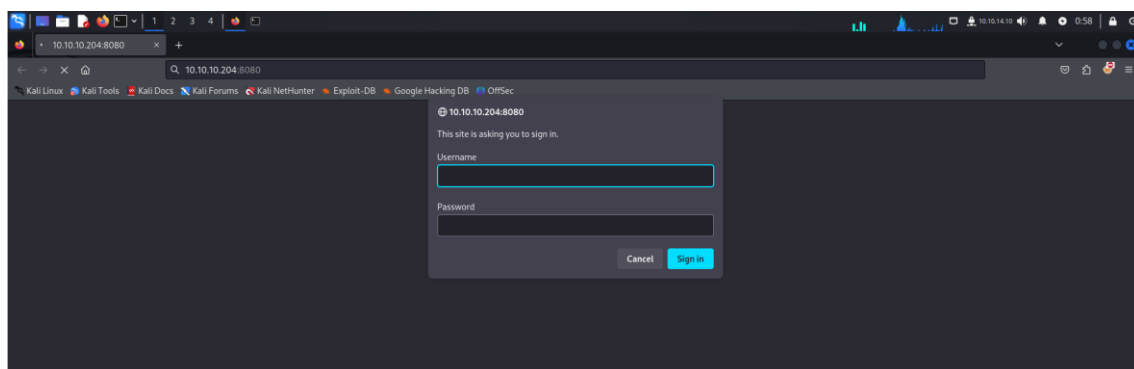 1 2 3 4 10.10.14.10 0:58
10.10.10.204:8080
10.10.10.204:8080
Kali Linux Kali Tools Kali Docs Kali Forums Kali NetHunter Exploit-DB Google Hacking DB OffSec
10.10.10.204:8080
This site is asking you to sign in.
Username
Password
Cancel Sign in